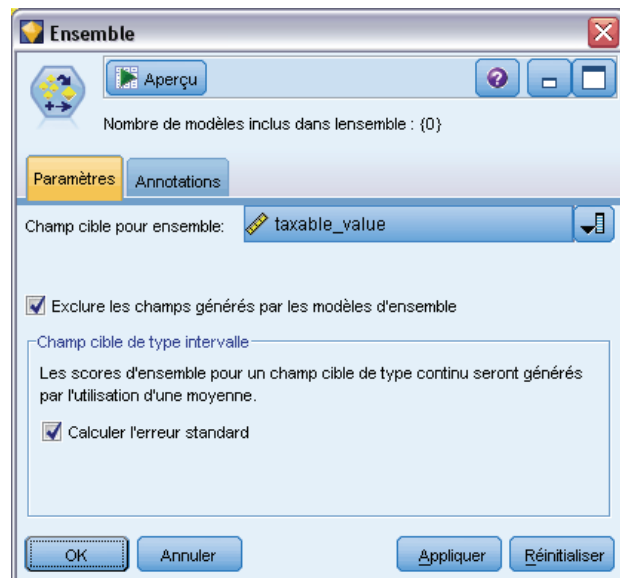 Ensemble
Aperçu
Nombre de modèles inclus dans lensemble : {0}
Paramètres
Annotations
Champ cible pour ensemble: taxable_value
Exclure les champs générés par les modèles d'ensemble
Champ cible de type intervalle
Les scores d'ensemble pour un champ cible de type continu seront générés
par l'utilisation d'une moyenne.
Calculer l'erreur standard
OK
Annuler
Appliquer
Réinitialiser